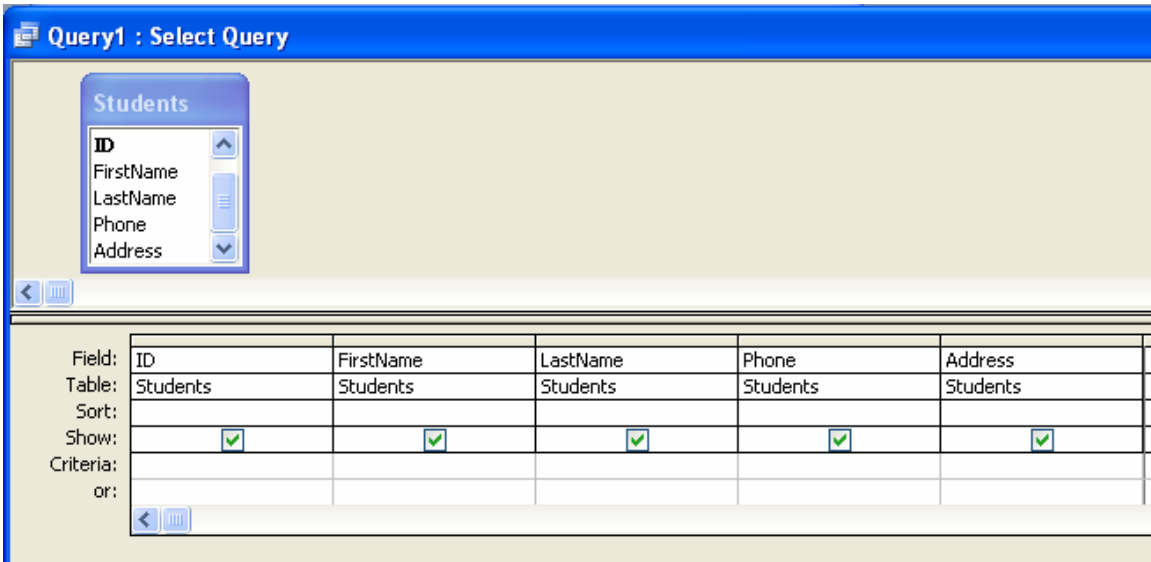 Query1 : Select Query
Students
ID
FirstName
LastName
Phone
Address
Field: ID FirstName LastName Phone Address
Table: Students Students Students Students Students
Sort:
Show:
Criteria:
or: